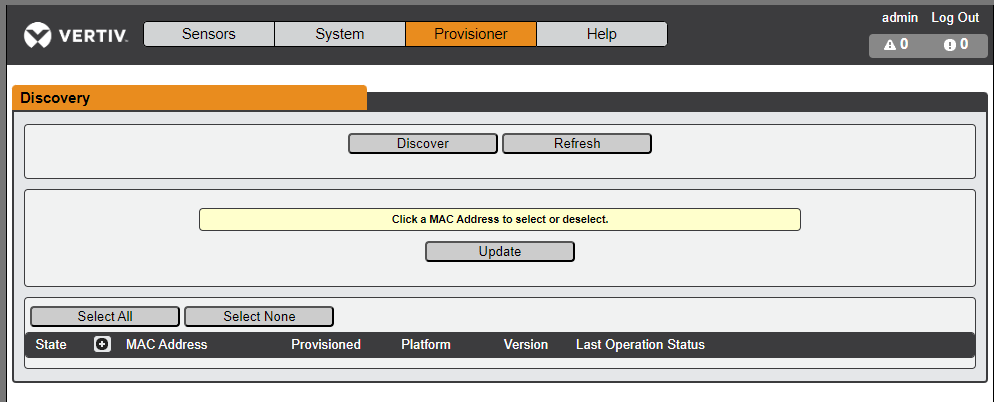 admin Log Out
VERTIV. Sensors System Provisioner Help
0 0
Discovery
Discover Refresh
Click a MAC Address to select or deselect.
Update
Select All Select None
State MAC Address Provisioned Platform Version Last Operation Status